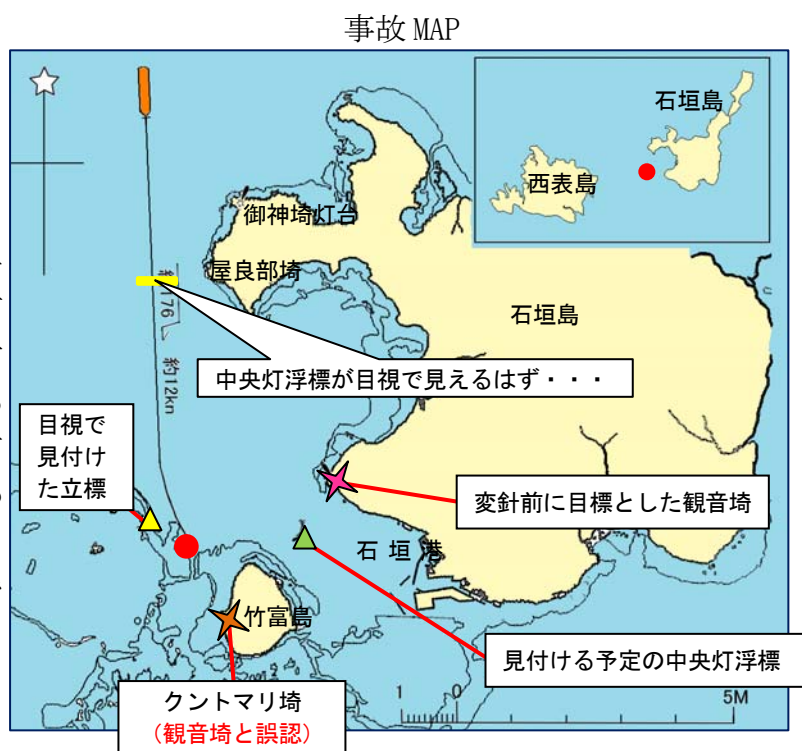 事故 MAP
石垣島
西表島
御神埼灯台
屋良部埼
石垣島
約12kn
中央灯浮標が目視で見えるはず・・・
目視で
見付け
た立標
変針前に目標とした観音埼
石垣港
竹富島
見付ける予定の中央灯浮標
クントマリ埼
(観音埼と誤認)
1 0 5M